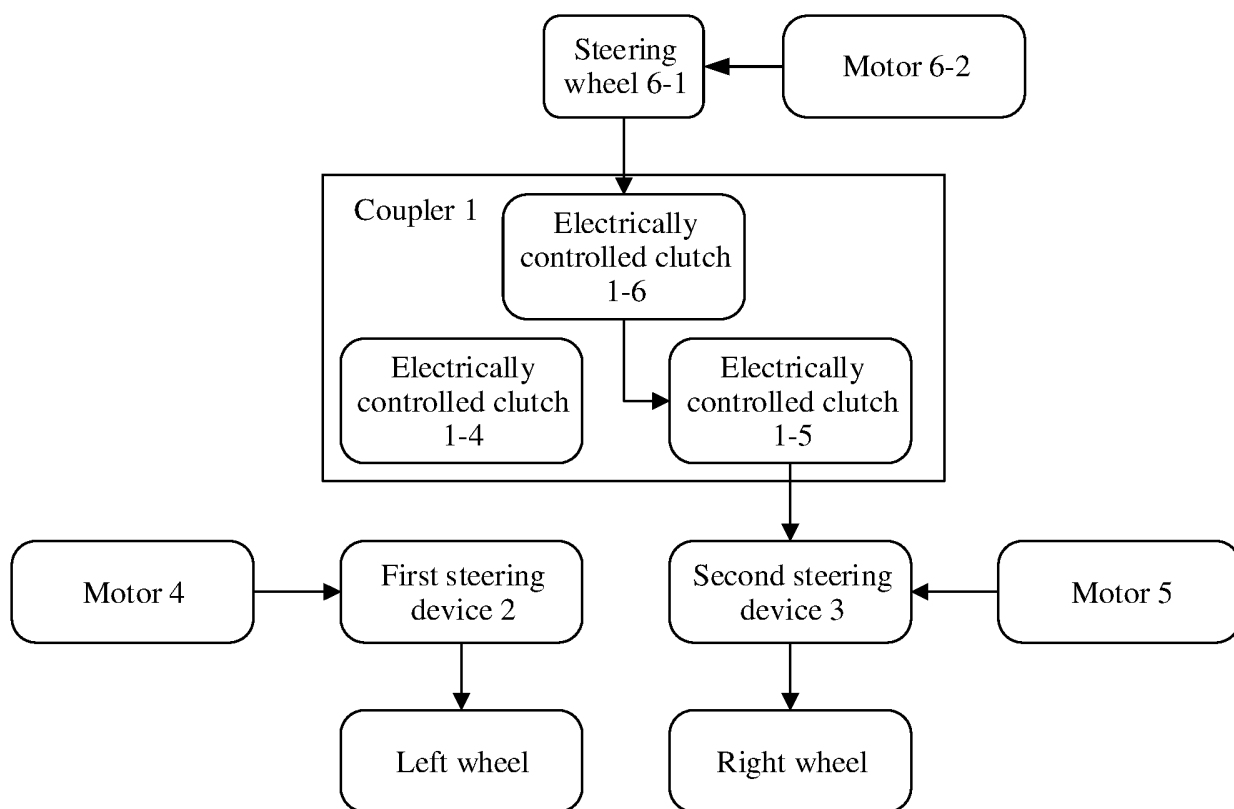 Steering
wheel 6-1
Motor 6-2
Coupler 1
Electrically
controlled clutch
1-6
Electrically
controlled clutch
1-4
Electrically
controlled clutch
1-5
Motor 4
First steering
device 2
Second steering
device 3
Motor 5
Left wheel
Right wheel